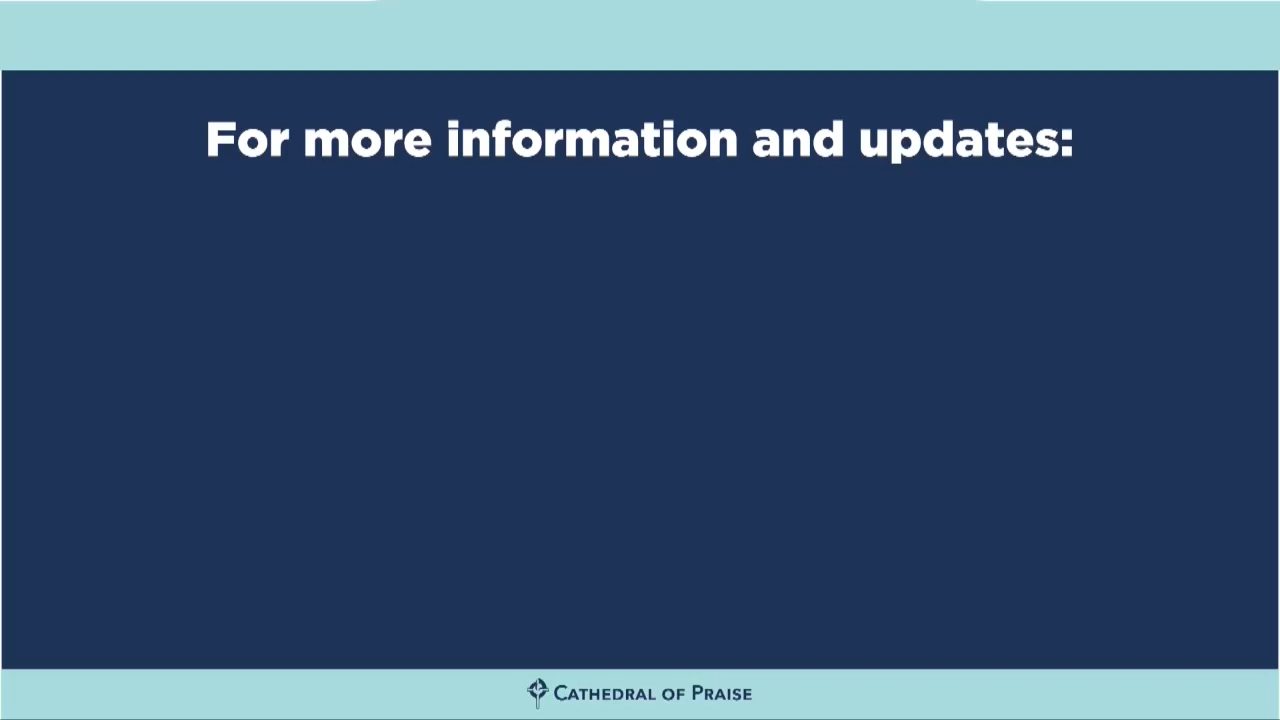 For more information and updates:
CATHEDRAL OF PRAISE